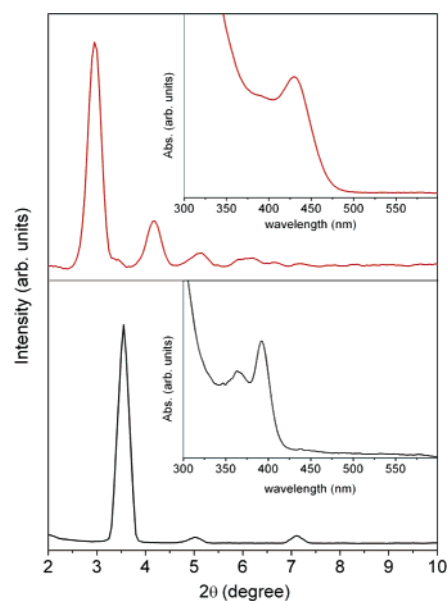 Abs. (arb. units)
300 350 400 450 500 550
wavelength (nm)
Intensity (arb. units)
Abs. (arb. units)
300 350 400 450 500 550
wavelength (nm)
2 3 4 5 6 7 8 9 10
2θ (degree)